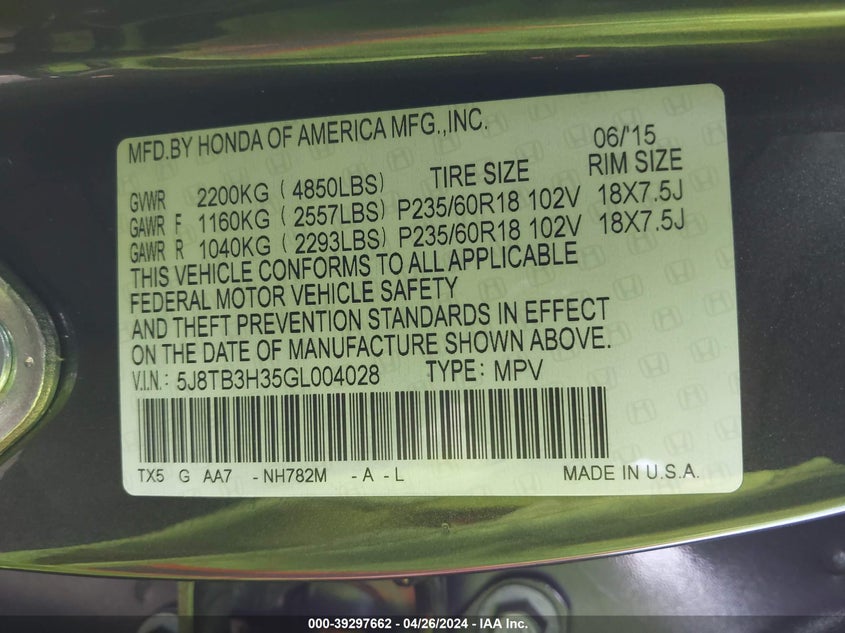 MFD.BY HONDA OF AMERICA MFG.,INC. 06/'15
TIRE SIZE RIM SIZE
GVWR 2200KG ( 4850LBS)
GAWR F 1160KG ( 2557LBS) P235/60R18 102V 18X7.5J
GAWR R 1040KG ( 2293LBS) P235/60R18 102V 18X7.5J
THIS VEHICLE CONFORMS TO ALL APPLICABLE
FEDERAL MOTOR VEHICLE SAFETY
AND THEFT PREVENTION STANDARDS IN EFFECT
ON THE DATE OF MANUFACTURE SHOWN ABOVE.
V.I.N.: 5J8TB3H35GL004028 TYPE: MPV
TX5 G AA7 - NH782M - A - L MADE IN U.S.A.
000-39297662 - 04/26/2024 - IAA Inc.